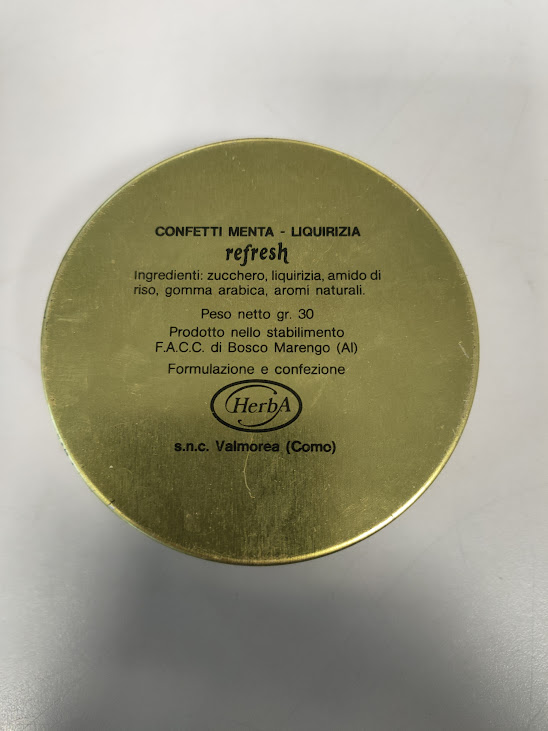 CONFETTI MENTA - LIQUIRIZIA
refresh
Ingredienti: zucchero, liquirizia, amido di
riso, gomma arabica, aromi naturali.
Peso netto gr. 30
Prodotto nello stabilimento
F.A.C.C. di Bosco Marengo (Al)
Formulazione e confezione
HerbA
s.n.c. Valmorea (Como)